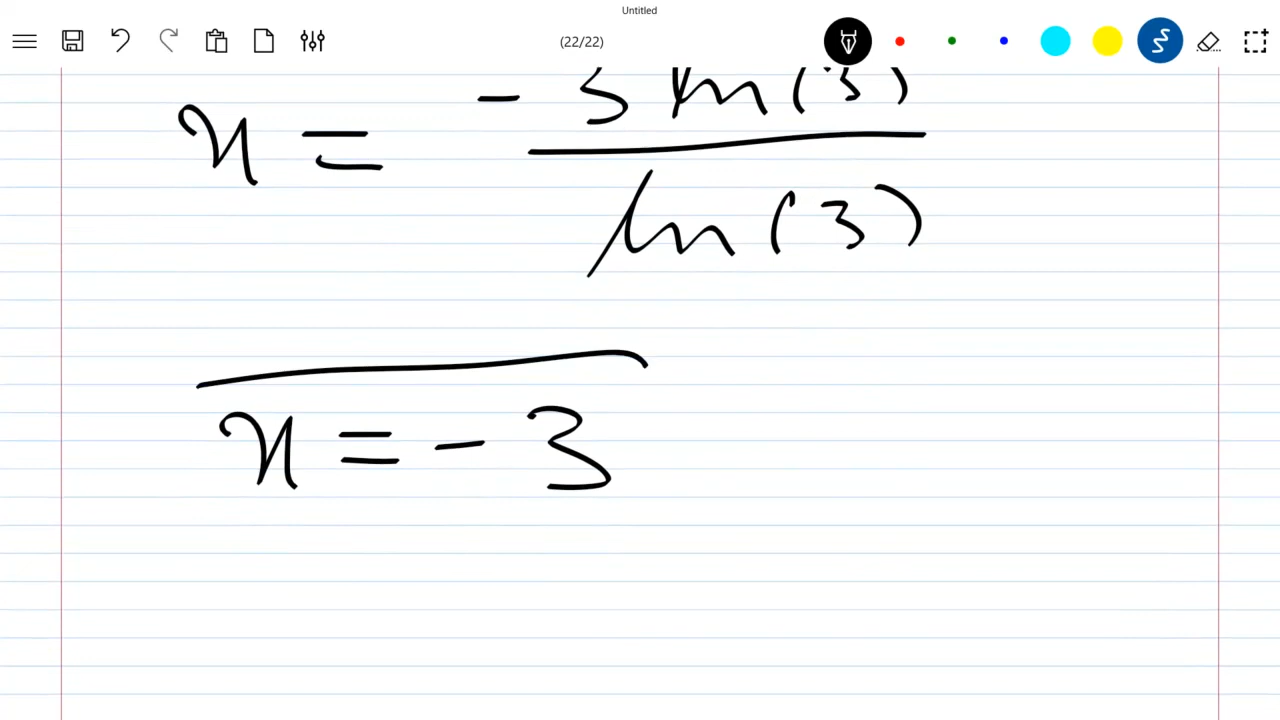 Untitled
(22/22)
x = - 3 ln(3) / ln(3)
x = - 3